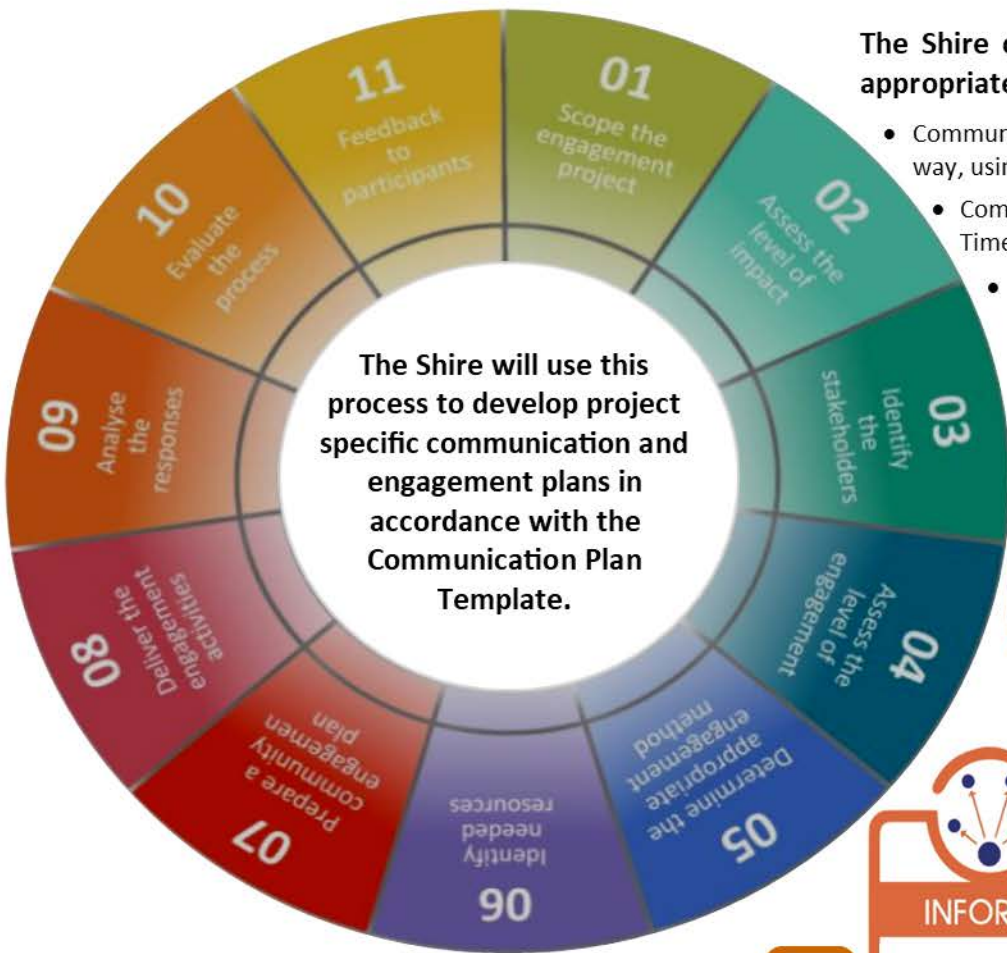 01
Scope the
engagement
project
02
Assess the
level of
impact
03
Identify
the
stakeholders
04
Assess the
level of
engagement
05
Determine the
appropriate
engagement
method
06
Identify
needed
resources
07
Prepare a
community
engagemen
plan
08
Deliver the
engagement
activities
09
Analyse
the
responses
10
Evaluate
the
process
11
Feedback
to
participants
The Shire will use this
process to develop project
specific communication and
engagement plans in
accordance with the
Communication Plan
Template.
The Shire
appropriate
• Commun
way, usin
• Com
Time
•
INFOR